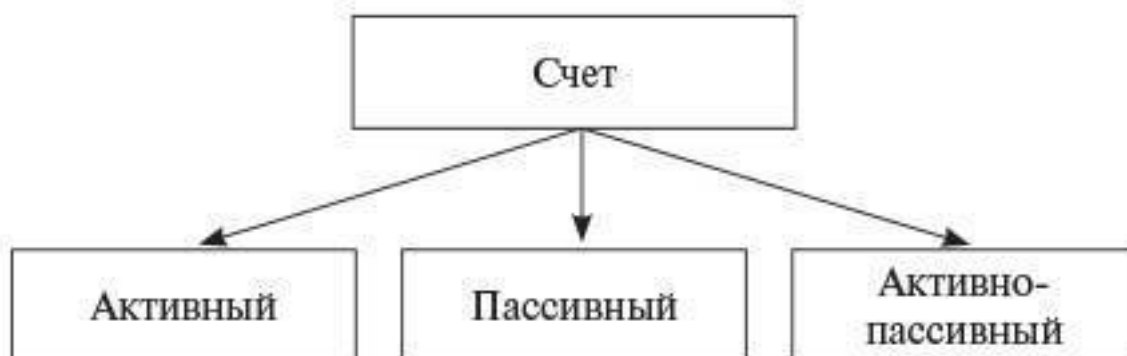 Счет
Активный
Пассивный
Активно-
пассивный